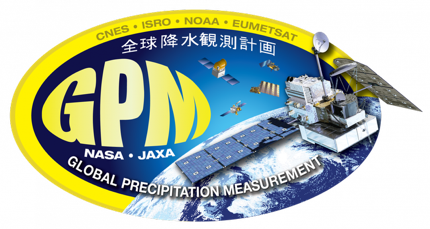 CNES • ISRO • NOAA • EUMETSAT
全球降水観測計画
GPM
NASA • JAXA
GLOBAL PRECIPITATION MEASUREMENT